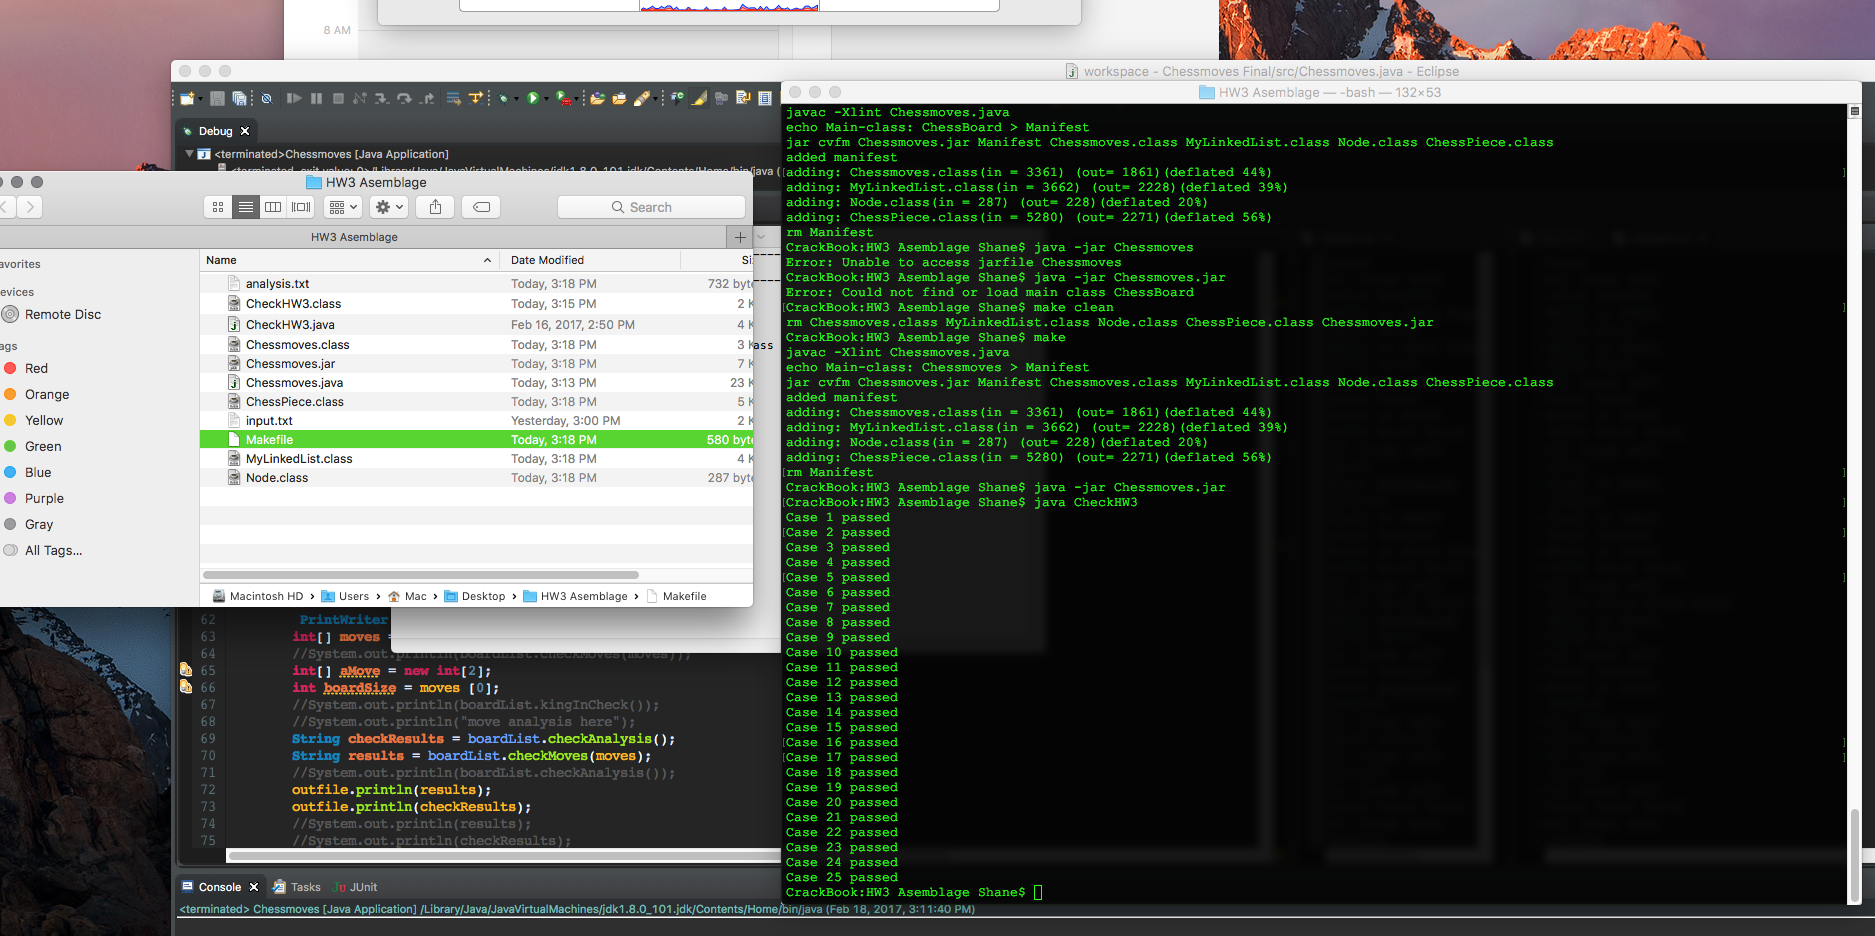 8 AM
workspace - Chessmoves Final/src/Chessmoves.java - Eclipse
Debug
<terminated>Chessmoves [Java Application]
<terminated, exit value: 0>/Library/Java/JavaVirtualMachines/jdk1.8.0_101.jdk/Contents/Home/bin/java (
HW3 Asemblage
Search
HW3 Asemblage
avorites
evices
Remote Disc
ags
Red
Orange
Yellow
Green
Blue
Purple
Gray
All Tags...
Name Date Modified Si
analysis.txt Today, 3:18 PM 732 byt
CheckHW3.class Today, 3:15 PM 2 K
CheckHW3.java Feb 16, 2017, 2:50 PM 4 K
Chessmoves.class Today, 3:18 PM 3 K
Chessmoves.jar Today, 3:18 PM 7 K
Chessmoves.java Today, 3:13 PM 23 K
ChessPiece.class Today, 3:18 PM 5 K
input.txt Yesterday, 3:00 PM 2 K
Makefile Today, 3:18 PM 580 byt
MyLinkedList.class Today, 3:18 PM 4 K
Node.class Today, 3:18 PM 287 byt
Macintosh HD › Users › Mac › Desktop › HW3 Asemblage › Makefile
ass
62 PrintWriter
63 int[] moves =
64 //System.out.println(boardList.checkMoves(moves));
65 int[] aMove = new int[2];
66 int boardSize = moves [0];
67 //System.out.println(boardList.kingInCheck());
68 //System.out.println("move analysis here");
69 String checkResults = boardList.checkAnalysis();
70 String results = boardList.checkMoves(moves);
71 //System.out.println(boardList.checkAnalysis());
72 outfile.println(results);
73 outfile.println(checkResults);
74 //System.out.println(results);
75 //System.out.println(checkResults);
Console Tasks JUnit
<terminated> Chessmoves [Java Application] /Library/Java/JavaVirtualMachines/jdk1.8.0_101.jdk/Contents/Home/bin/java (Feb 18, 2017, 3:11:40 PM)
HW3 Asemblage — -bash — 132×53
javac -Xlint Chessmoves.java
echo Main-class: ChessBoard > Manifest
jar cvfm Chessmoves.jar Manifest Chessmoves.class MyLinkedList.class Node.class ChessPiece.class
added manifest
adding: Chessmoves.class(in = 3361) (out= 1861)(deflated 44%)
adding: MyLinkedList.class(in = 3662) (out= 2228)(deflated 39%)
adding: Node.class(in = 287) (out= 228)(deflated 20%)
adding: ChessPiece.class(in = 5280) (out= 2271)(deflated 56%)
rm Manifest
CrackBook:HW3 Asemblage Shane$ java -jar Chessmoves
Error: Unable to access jarfile Chessmoves
CrackBook:HW3 Asemblage Shane$ java -jar Chessmoves.jar
Error: Could not find or load main class ChessBoard
[CrackBook:HW3 Asemblage Shane$ make clean ]
rm Chessmoves.class MyLinkedList.class Node.class ChessPiece.class Chessmoves.jar
CrackBook:HW3 Asemblage Shane$ make
javac -Xlint Chessmoves.java
echo Main-class: Chessmoves > Manifest
jar cvfm Chessmoves.jar Manifest Chessmoves.class MyLinkedList.class Node.class ChessPiece.class
added manifest
adding: Chessmoves.class(in = 3361) (out= 1861)(deflated 44%)
adding: MyLinkedList.class(in = 3662) (out= 2228)(deflated 39%)
adding: Node.class(in = 287) (out= 228)(deflated 20%)
adding: ChessPiece.class(in = 5280) (out= 2271)(deflated 56%)
[rm Manifest ]
CrackBook:HW3 Asemblage Shane$ java -jar Chessmoves.jar
[CrackBook:HW3 Asemblage Shane$ java CheckHW3 ]
Case 1 passed
Case 2 passed
Case 3 passed
Case 4 passed
Case 5 passed
Case 6 passed
Case 7 passed
Case 8 passed
Case 9 passed
Case 10 passed
Case 11 passed
Case 12 passed
Case 13 passed
Case 14 passed
Case 15 passed
Case 16 passed
Case 17 passed
Case 18 passed
Case 19 passed
Case 20 passed
Case 21 passed
Case 22 passed
Case 23 passed
Case 24 passed
Case 25 passed
CrackBook:HW3 Asemblage Shane$